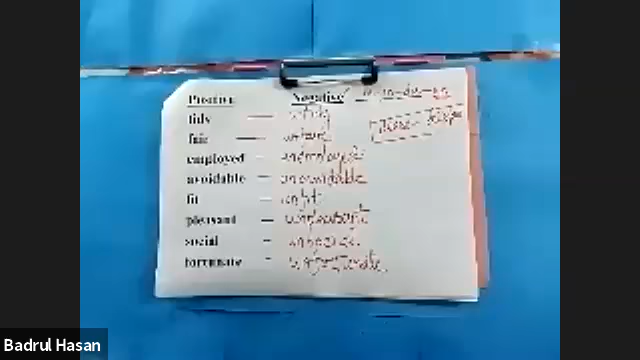 Positive Negative
tidy — untidy
fair — unfair
employed — unemployed
avoidable — unavoidable
fit — unfit
pleasant — unpleasant
social — unsocial
fortunate — unfortunate
Badrul Hasan